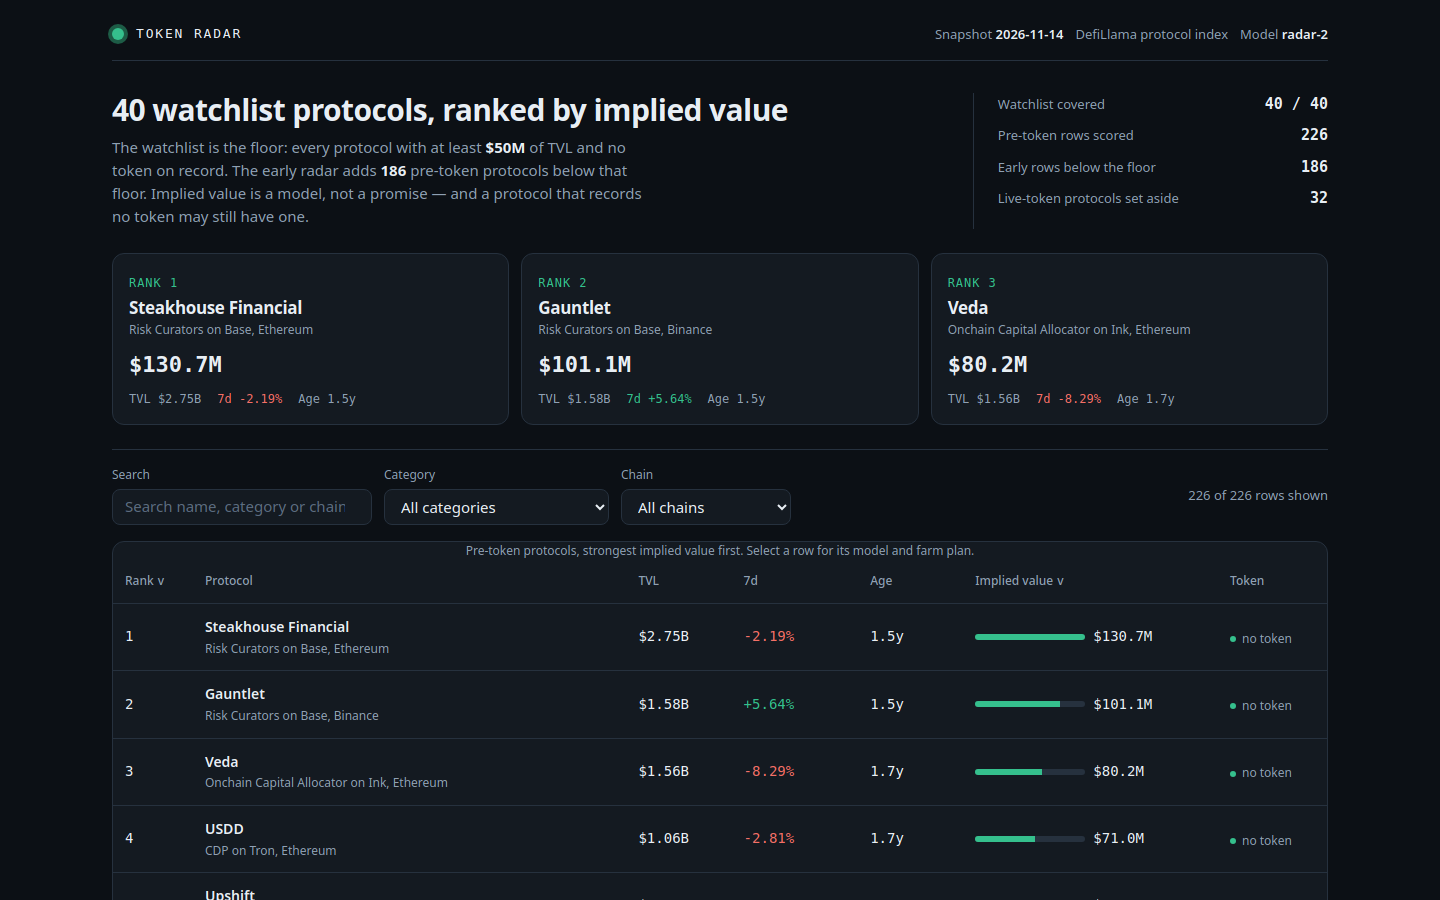 TOKEN RADAR
Snapshot 2026-11-14 DefiLlama protocol index Model radar-2
40 watchlist protocols, ranked by implied value
The watchlist is the floor: every protocol with at least $50M of TVL and no
token on record. The early radar adds 186 pre-token protocols below that
floor. Implied value is a model, not a promise — and a protocol that records
no token may still have one.
Watchlist covered 40 / 40
Pre-token rows scored 226
Early rows below the floor 186
Live-token protocols set aside 32
RANK 1
Steakhouse Financial
Risk Curators on Base, Ethereum
$130.7M
TVL $2.75B 7d -2.19% Age 1.5y
RANK 2
Gauntlet
Risk Curators on Base, Binance
$101.1M
TVL $1.58B 7d +5.64% Age 1.5y
RANK 3
Veda
Onchain Capital Allocator on Ink, Ethereum
$80.2M
TVL $1.56B 7d -8.29% Age 1.7y
Search
Search name, category or chain
Category
All categories
Chain
All chains
226 of 226 rows shown
Pre-token protocols, strongest implied value first. Select a row for its model and farm plan.
Rank v Protocol TVL 7d Age Implied value v Token
1 Steakhouse Financial $2.75B -2.19% 1.5y $130.7M no token
Risk Curators on Base, Ethereum
2 Gauntlet $1.58B +5.64% 1.5y $101.1M no token
Risk Curators on Base, Binance
3 Veda $1.56B -8.29% 1.7y $80.2M no token
Onchain Capital Allocator on Ink, Ethereum
4 USDD $1.06B -2.81% 1.7y $71.0M no token
CDP on Tron, Ethereum
Upshift